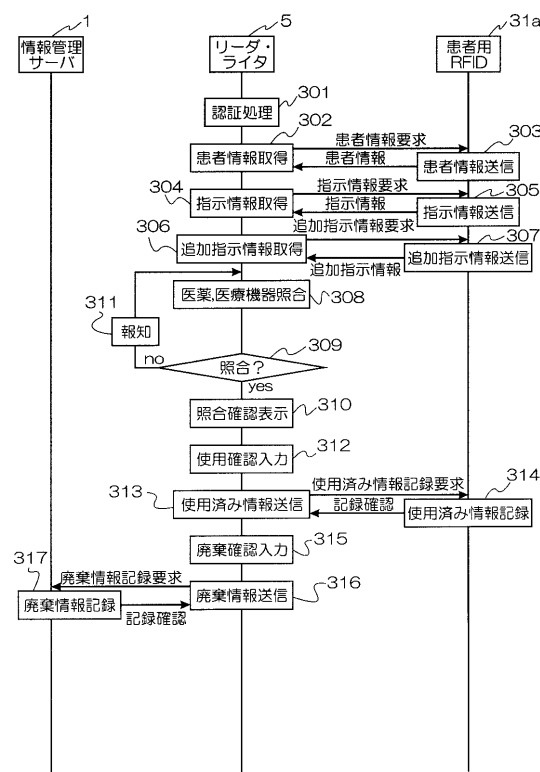 1
5
31a
情報管理
サーバ
リーダ・
ライタ
患者用
RFID
認証処理
301
302
患者情報要求
303
患者情報取得
患者情報
患者情報送信
304
指示情報要求
305
指示情報取得
指示情報
指示情報送信
306
追加指示情報要求
307
追加指示情報取得
追加指示情報
追加指示情報送信
311
医薬,医療機器照合
308
報知
309
no
照合?
yes
照合確認表示
310
使用確認入力
312
313
使用済み情報記録要求
314
使用済み情報送信
記録確認
使用済み情報記録
廃棄確認入力
315
317
廃棄情報記録要求
廃棄情報送信
316
廃棄情報記録
記録確認